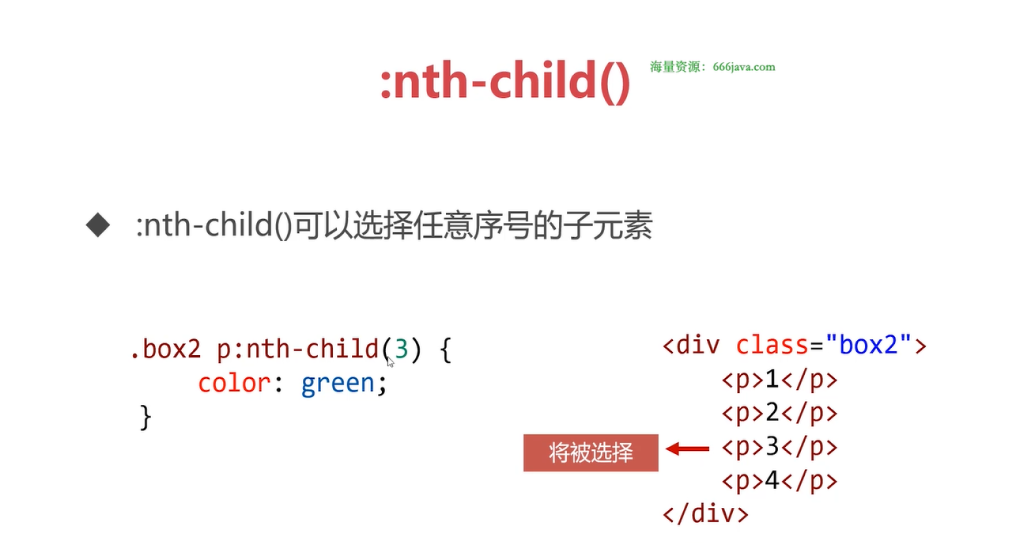 :nth-child()
海量资源：666java.com
◆ :nth-child()可以选择任意序号的子元素
.box2 p:nth-child(3) {
color: green;
}
<div class="box2">
<p>1</p>
<p>2</p>
将被选择
<p>3</p>
<p>4</p>
</div>